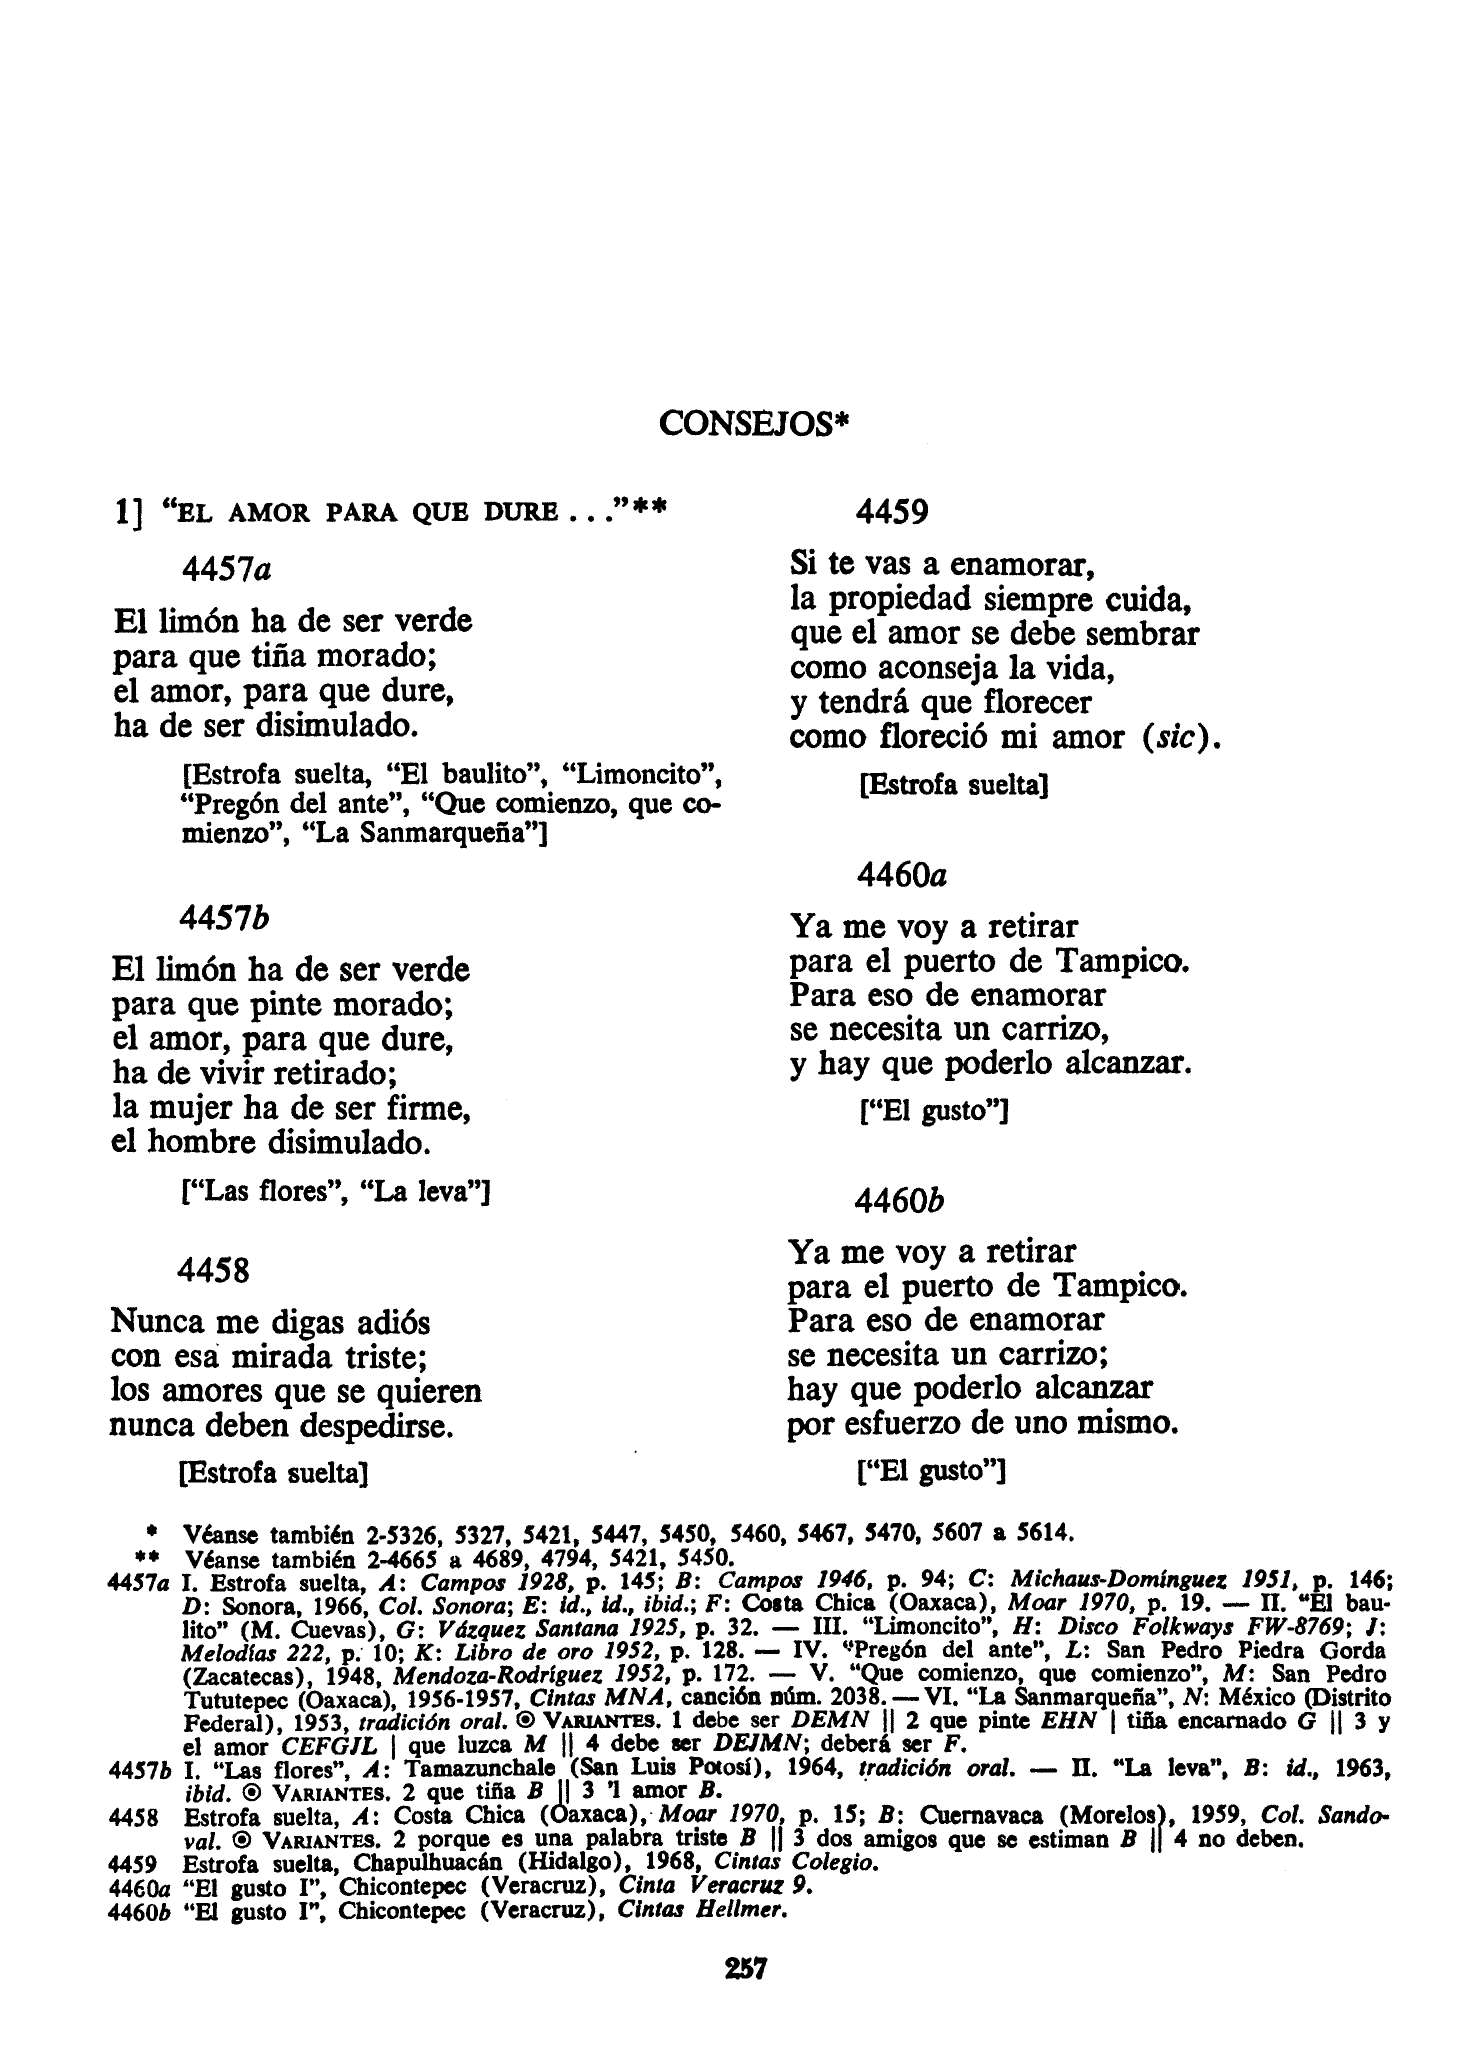 CONSEJOS*
1] “EL AMOR PARA QUE DURE . . .”**
4457a
El limón ha de ser verde
para que tiña morado;
el amor, para que dure,
ha de ser disimulado.
[Estrofa suelta, “El baulito”, “Limoncito”,
“Pregón del ante”, “Que comienzo, que co-
mienzo”, “La Sanmarqueña”]
4457b
El limón ha de ser verde
para que pinte morado;
el amor, para que dure,
ha de vivir retirado;
la mujer ha de ser firme,
el hombre disimulado.
[“Las flores”, “La leva”]
4458
Nunca me digas adiós
con esa mirada triste;
los amores que se quieren
nunca deben despedirse.
[Estrofa suelta]
4459
Si te vas a enamorar,
la propiedad siempre cuida,
que el amor se debe sembrar
como aconseja la vida,
y tendrá que florecer
como floreció mi amor (sic).
[Estrofa suelta]
4460a
Ya me voy a retirar
para el puerto de Tampico.
Para eso de enamorar
se necesita un carrizo,
y hay que poderlo alcanzar.
[“El gusto”]
4460b
Ya me voy a retirar
para el puerto de Tampico.
Para eso de enamorar
se necesita un carrizo;
hay que poderlo alcanzar
por esfuerzo de uno mismo.
[“El gusto”]
* Véanse también 2-5326, 5327, 5421, 5447, 5450, 5460, 5467, 5470, 5607 a 5614.
** Véanse también 2-4665 a 4689, 4794, 5421, 5450.
4457a I. Estrofa suelta, A: Campos 1928, p. 145; B: Campos 1946, p. 94; C: Michaus-Domínguez 1951, p. 146;
D: Sonora, 1966, Col. Sonora; E: id., id., ibid.; F: Costa Chica (Oaxaca), Moar 1970, p. 19. — II. “El bau-
lito” (M. Cuevas), G: Vázquez Santana 1925, p. 32. — III. “Limoncito”, H: Disco Folkways FW-8769; J:
Melodías 222, p. 10; K: Libro de oro 1952, p. 128. — IV. “Pregón del ante”, L: San Pedro Piedra Gorda
(Zacatecas), 1948, Mendoza-Rodríguez 1952, p. 172. — V. “Que comienzo, que comienzo”, M: San Pedro
Tututepec (Oaxaca), 1956-1957, Cintas MNA, canción núm. 2038. — VI. “La Sanmarqueña”, N: México (Distrito
Federal), 1953, tradición oral. ⊙ VARIANTES. 1 debe ser DEMN || 2 que pinte EHN | tiña encarnado G || 3 y
el amor CEFGJL | que luzca M || 4 debe ser DEJMN; deberá ser F.
4457b I. “Las flores”, A: Tamazunchale (San Luis Potosí), 1964, tradición oral. — II. “La leva”, B: id., 1963,
ibid. ⊙ VARIANTES. 2 que tiña B || 3 ’l amor B.
4458 Estrofa suelta, A: Costa Chica (Oaxaca), Moar 1970, p. 15; B: Cuernavaca (Morelos), 1959, Col. Sando-
val. ⊙ VARIANTES. 2 porque es una palabra triste B || 3 dos amigos que se estiman B || 4 no deben.
4459 Estrofa suelta, Chapulhuacán (Hidalgo), 1968, Cintas Colegio.
4460a “El gusto I”, Chicontepec (Veracruz), Cinta Veracruz 9.
4460b “El gusto I”, Chicontepec (Veracruz), Cintas Hellmer.
257